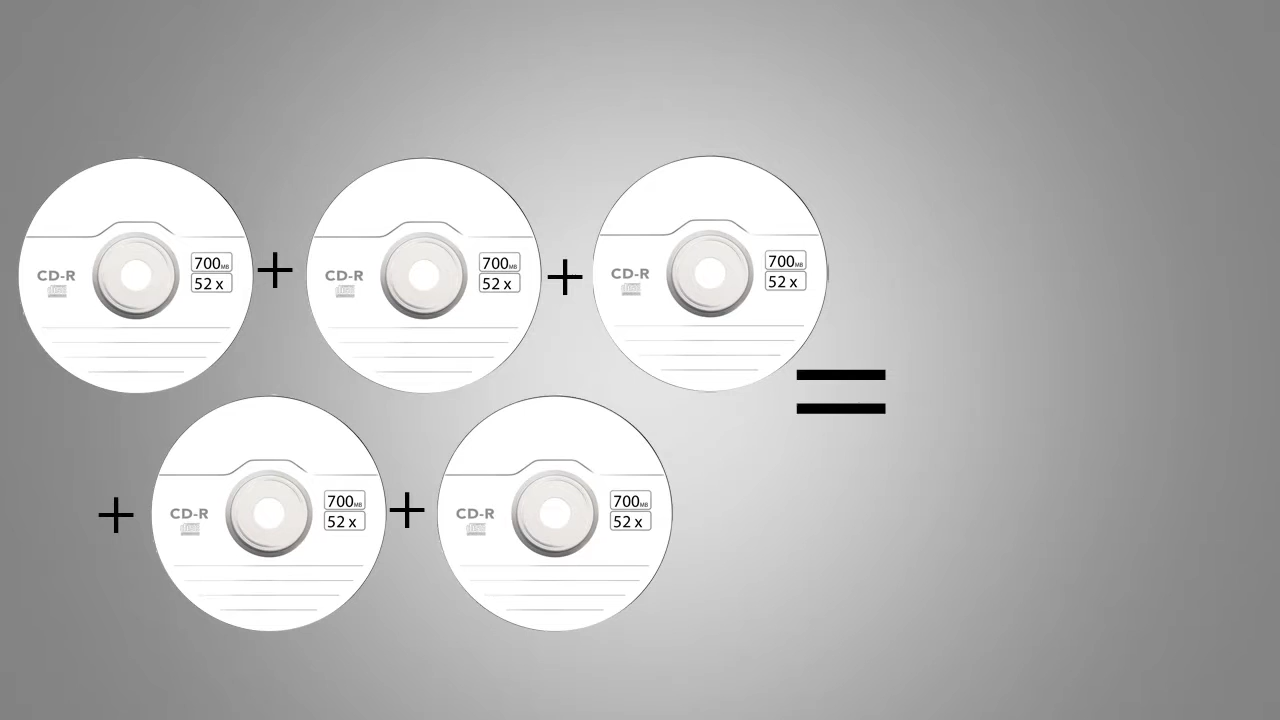 + + +
CD-R 700MB
52 x
CD-R 700MB
52 x
CD-R 700MB
52 x
=
CD-R 700MB
52 x
+
CD-R 700MB
52 x